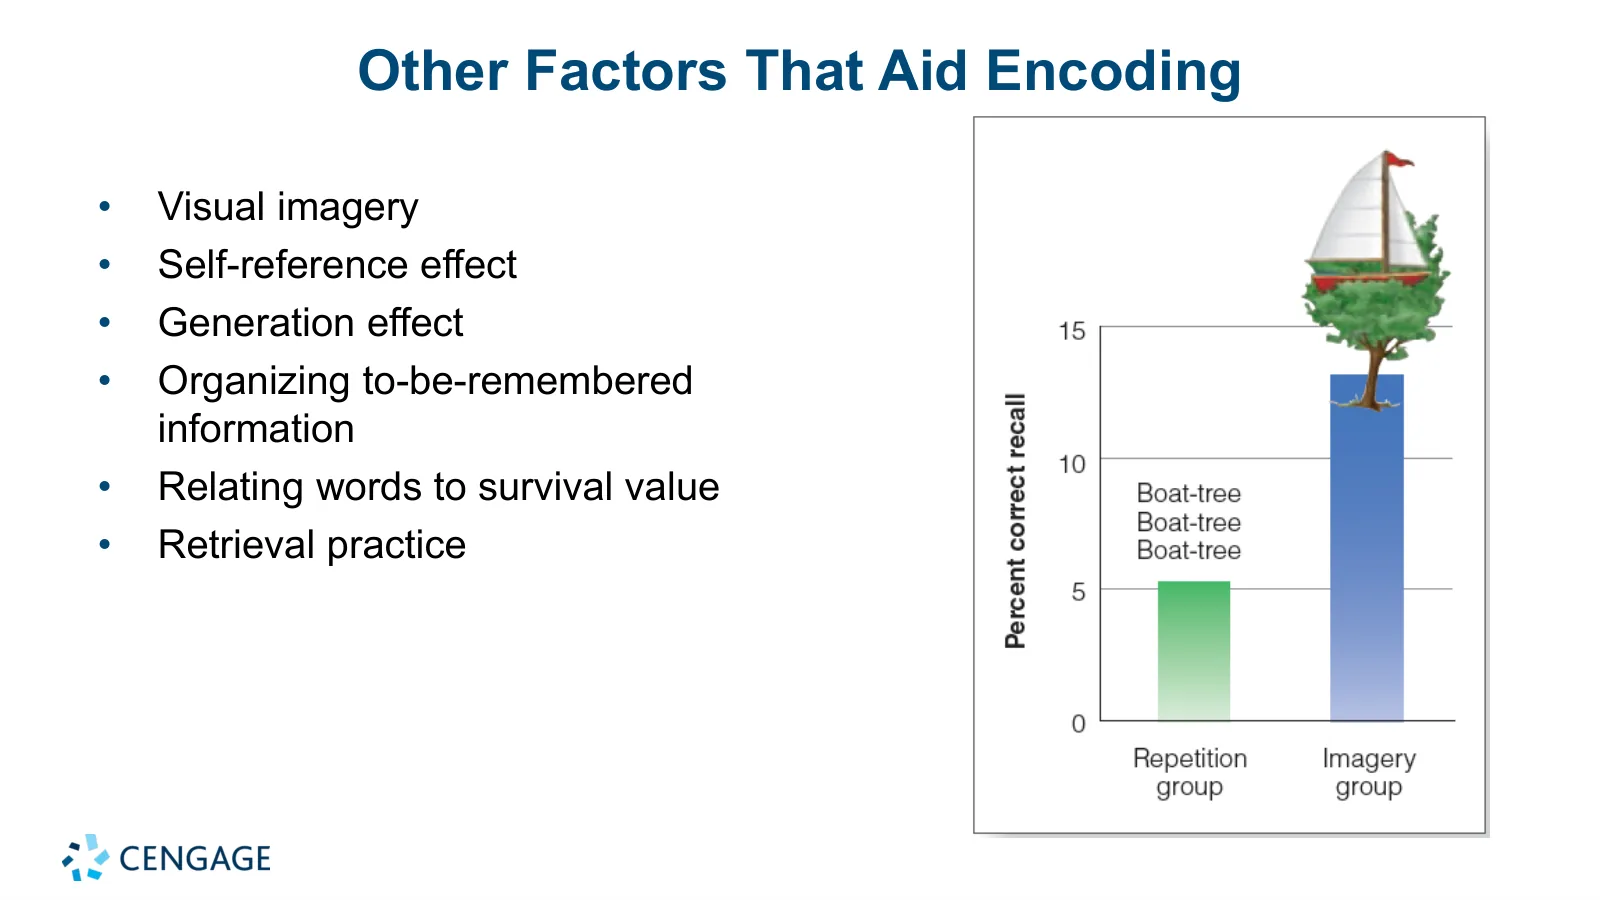 Other Factors That Aid Encoding
• Visual imagery
• Self-reference effect
• Generation effect
• Organizing to-be-remembered
information
• Relating words to survival value
• Retrieval practice
Percent correct recall
15
10
5
0
Boat-tree
Boat-tree
Boat-tree
Repetition
group
Imagery
group
CENGAGE